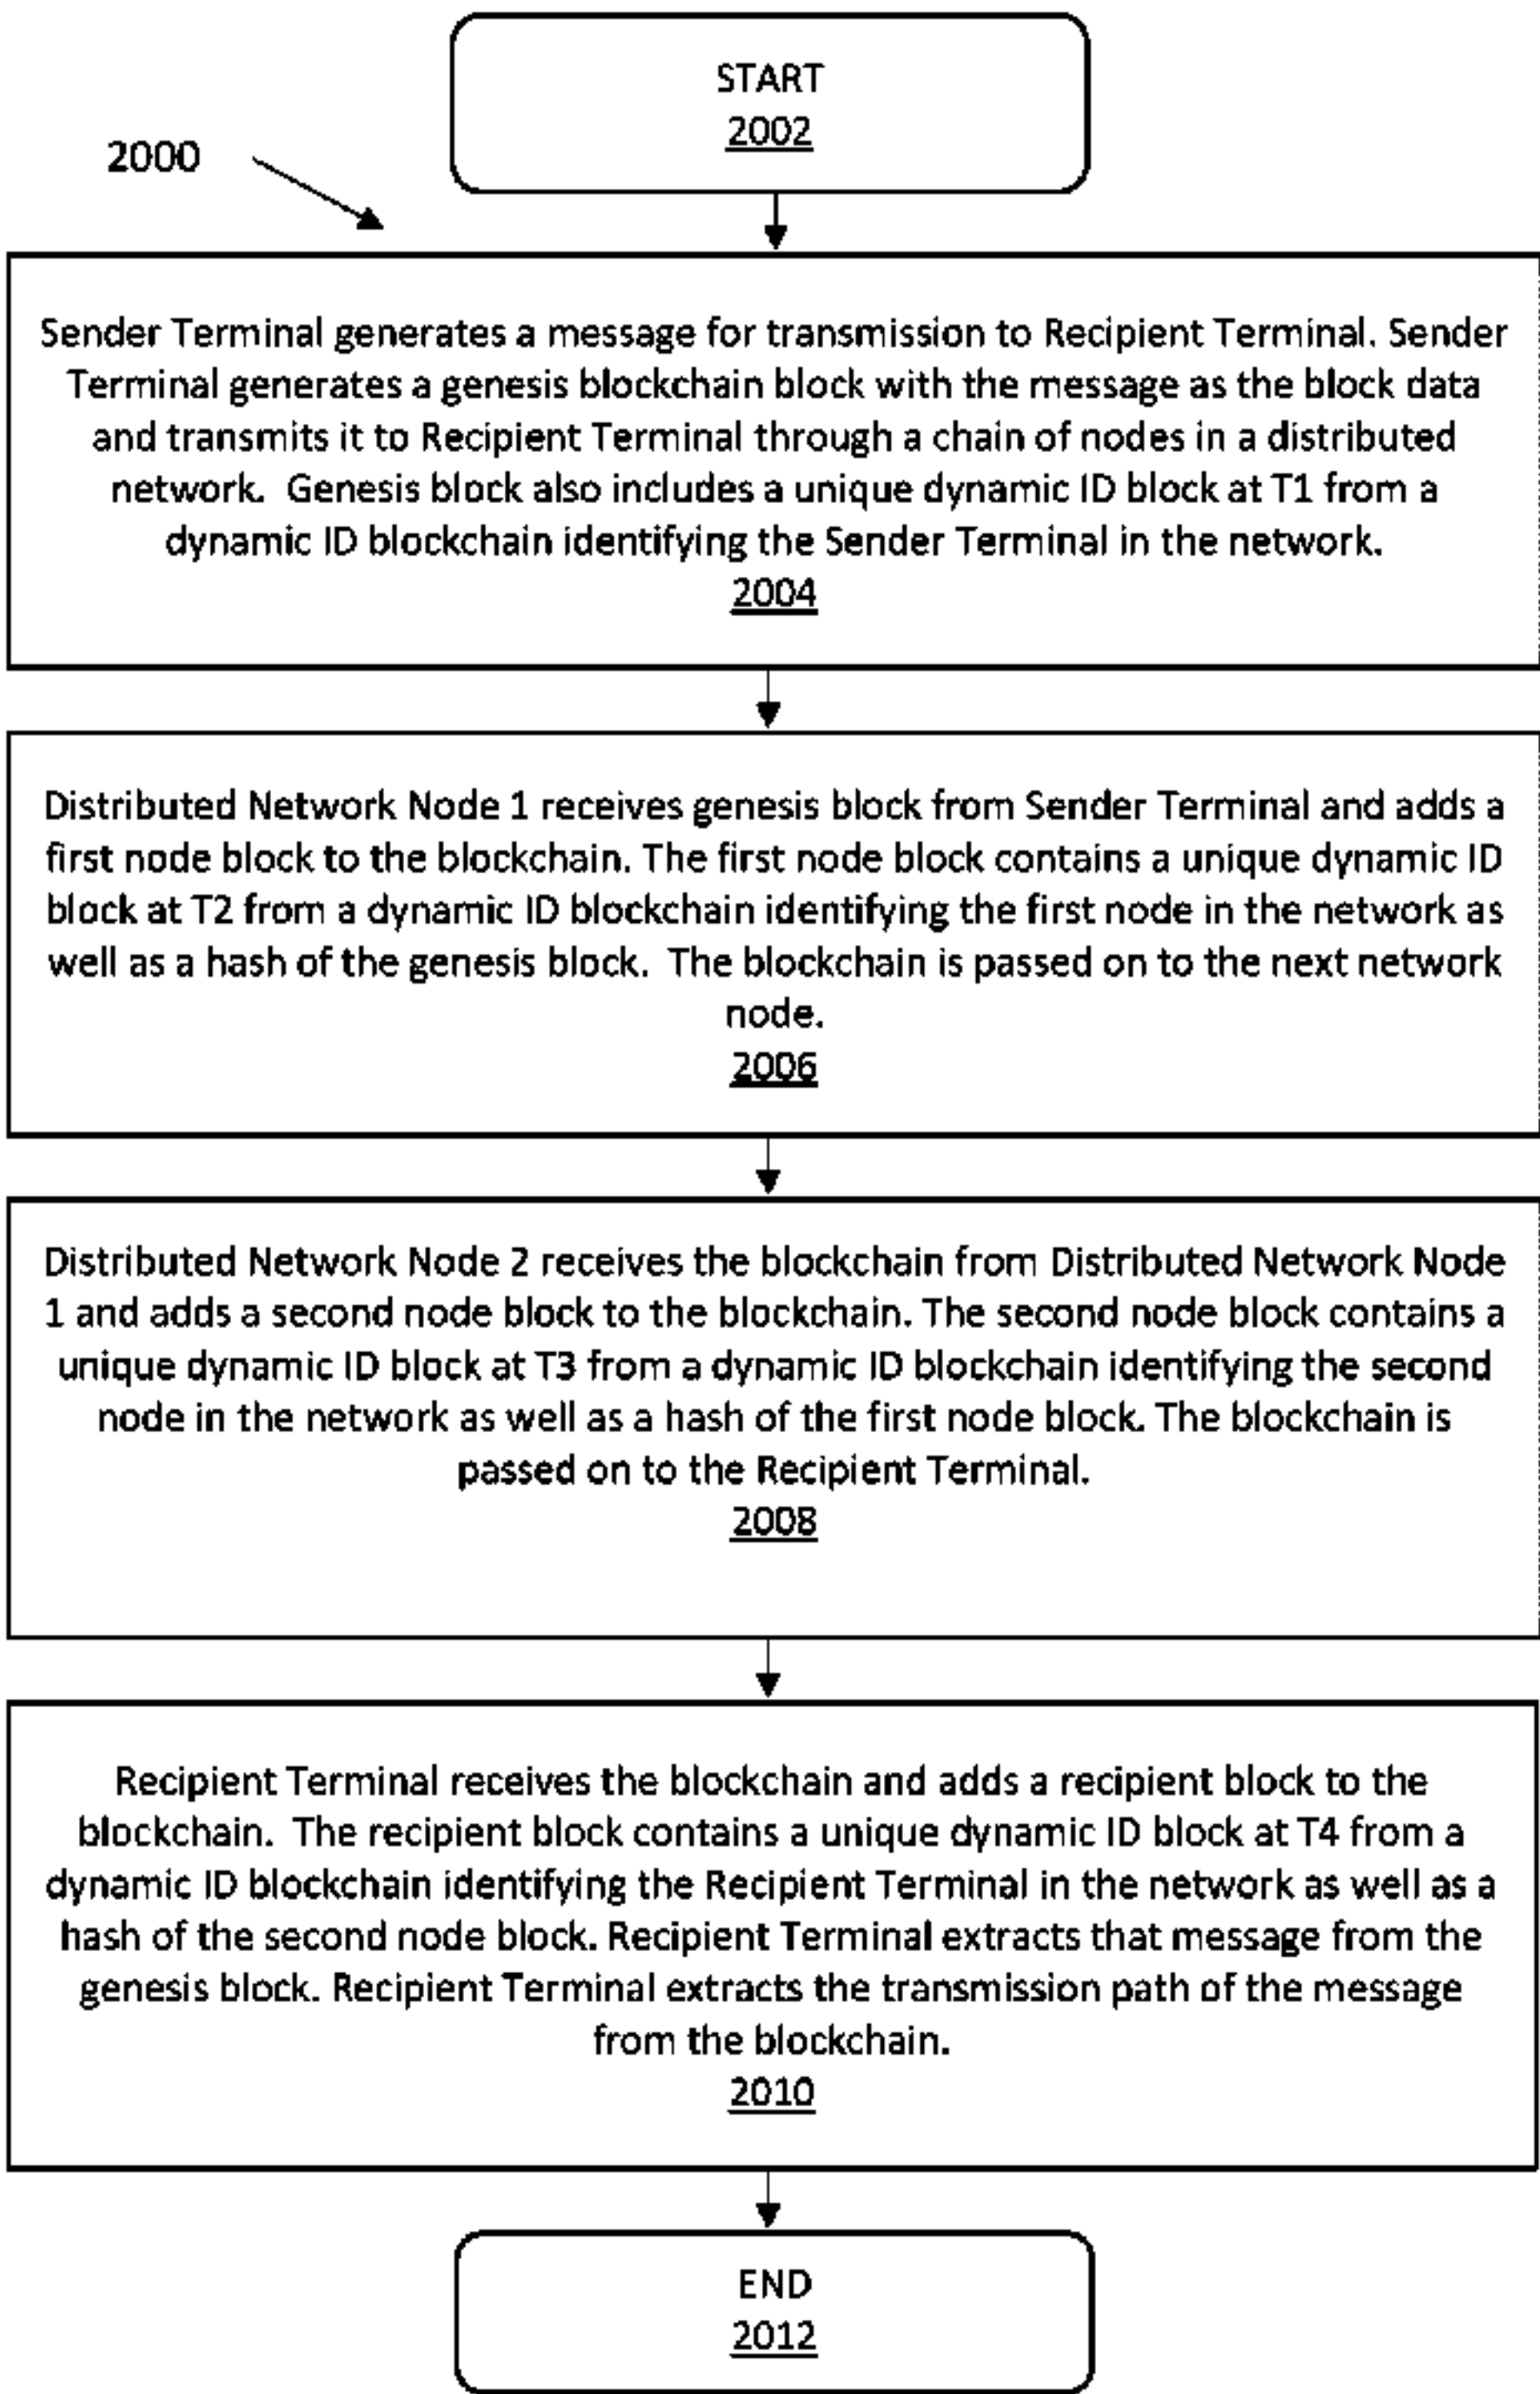 START
2002
2000
Sender Terminal generates a message for transmission to Recipient Terminal. Sender
Terminal generates a genesis blockchain block with the message as the block data
and transmits it to Recipient Terminal through a chain of nodes in a distributed
network.  Genesis block also includes a unique dynamic ID block at T1 from a
dynamic ID blockchain identifying the Sender Terminal in the network.
2004
Distributed Network Node 1 receives genesis block from Sender Terminal and adds a
first node block to the blockchain. The first node block contains a unique dynamic ID
block at T2 from a dynamic ID blockchain identifying the first node in the network as
well as a hash of the genesis block.  The blockchain is passed on to the next network
node.
2006
Distributed Network Node 2 receives the blockchain from Distributed Network Node
1 and adds a second node block to the blockchain. The second node block contains a
unique dynamic ID block at T3 from a dynamic ID blockchain identifying the second
node in the network as well as a hash of the first node block. The blockchain is
passed on to the Recipient Terminal.
2008
Recipient Terminal receives the blockchain and adds a recipient block to the
blockchain.  The recipient block contains a unique dynamic ID block at T4 from a
dynamic ID blockchain identifying the Recipient Terminal in the network as well as a
hash of the second node block. Recipient Terminal extracts that message from the
genesis block. Recipient Terminal extracts the transmission path of the message
from the blockchain.
2010
END
2012